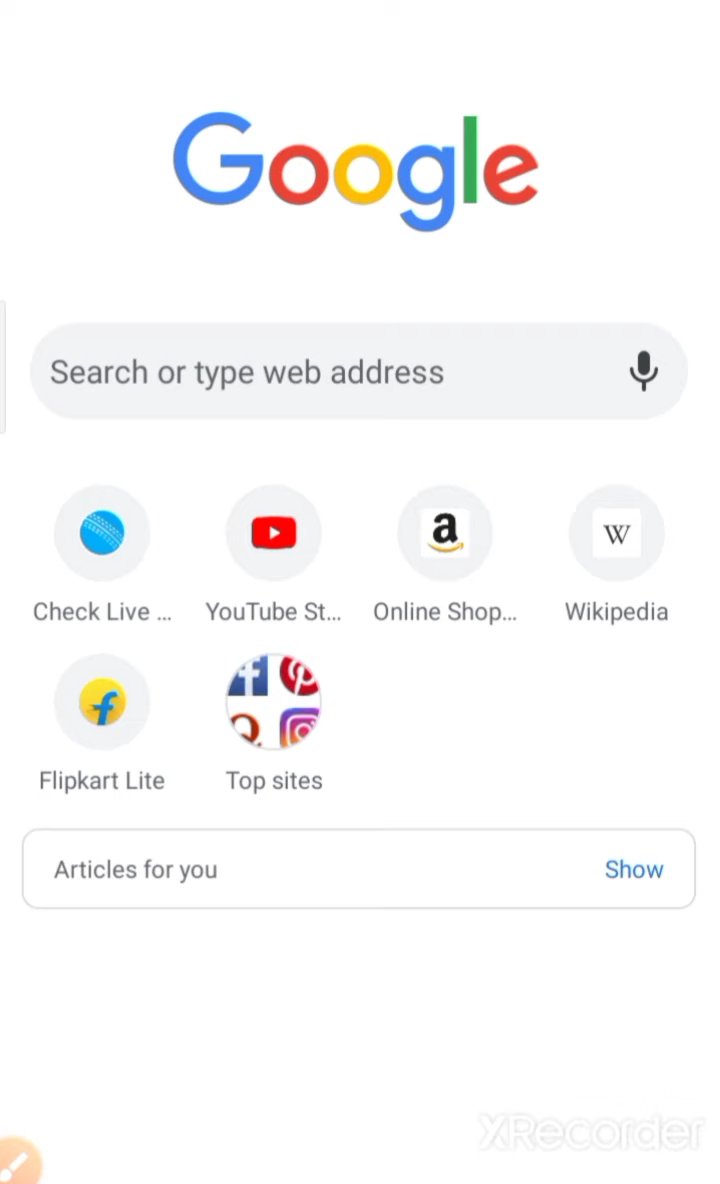 Google
Search or type web address
a
W
Check Live ...
YouTube St...
Online Shop...
Wikipedia
f
f
Flipkart Lite
Top sites
Articles for you
Show
XRecorder